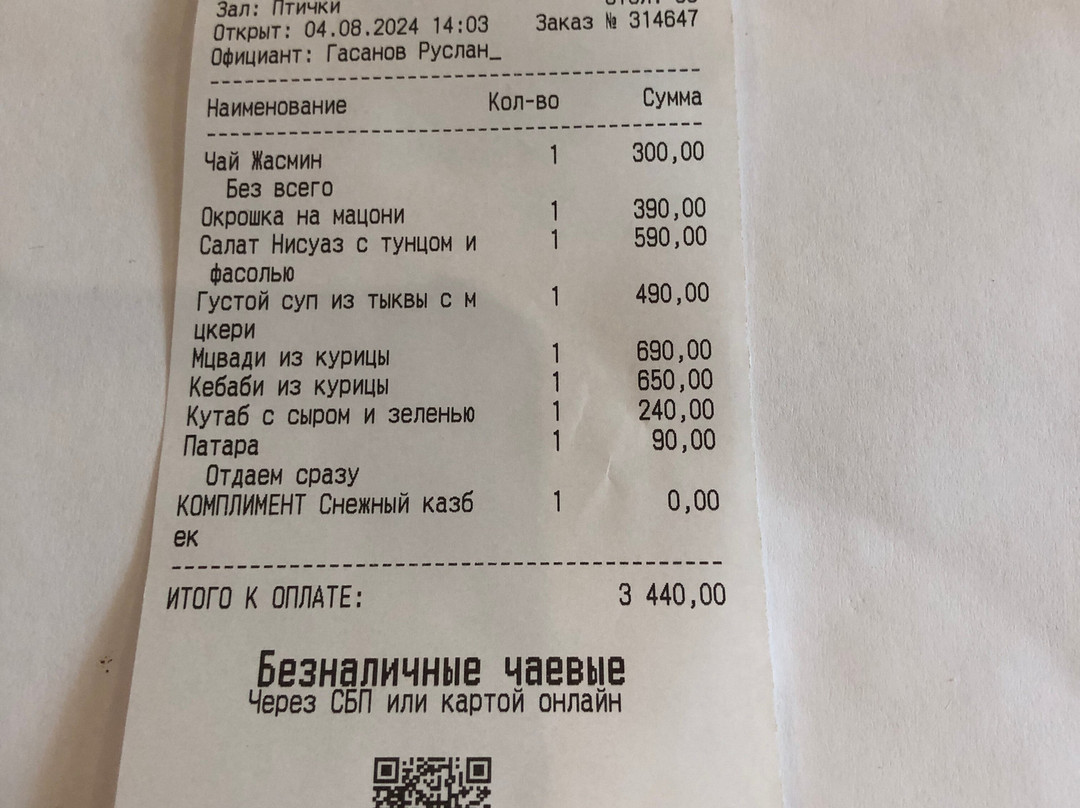 Зал: Птички
Открыт: 04.08.2024 14:03 Заказ № 314647
Официант: Гасанов Руслан_
Наименование Кол-во Сумма
Чай Жасмин 1 300,00
Без всего
Окрошка на мацони 1 390,00
Салат Нисуаз с тунцом и 1 590,00
фасолью
Густой суп из тыквы с м 1 490,00
цкери
Мцвади из курицы 1 690,00
Кебаби из курицы 1 650,00
Кутаб с сыром и зеленью 1 240,00
Патара 1 90,00
Отдаем сразу
КОМПЛИМЕНТ Снежный казб 1 0,00
ек
ИТОГО К ОПЛАТЕ: 3 440,00
Безналичные чаевые
Через СБП или картой онлайн